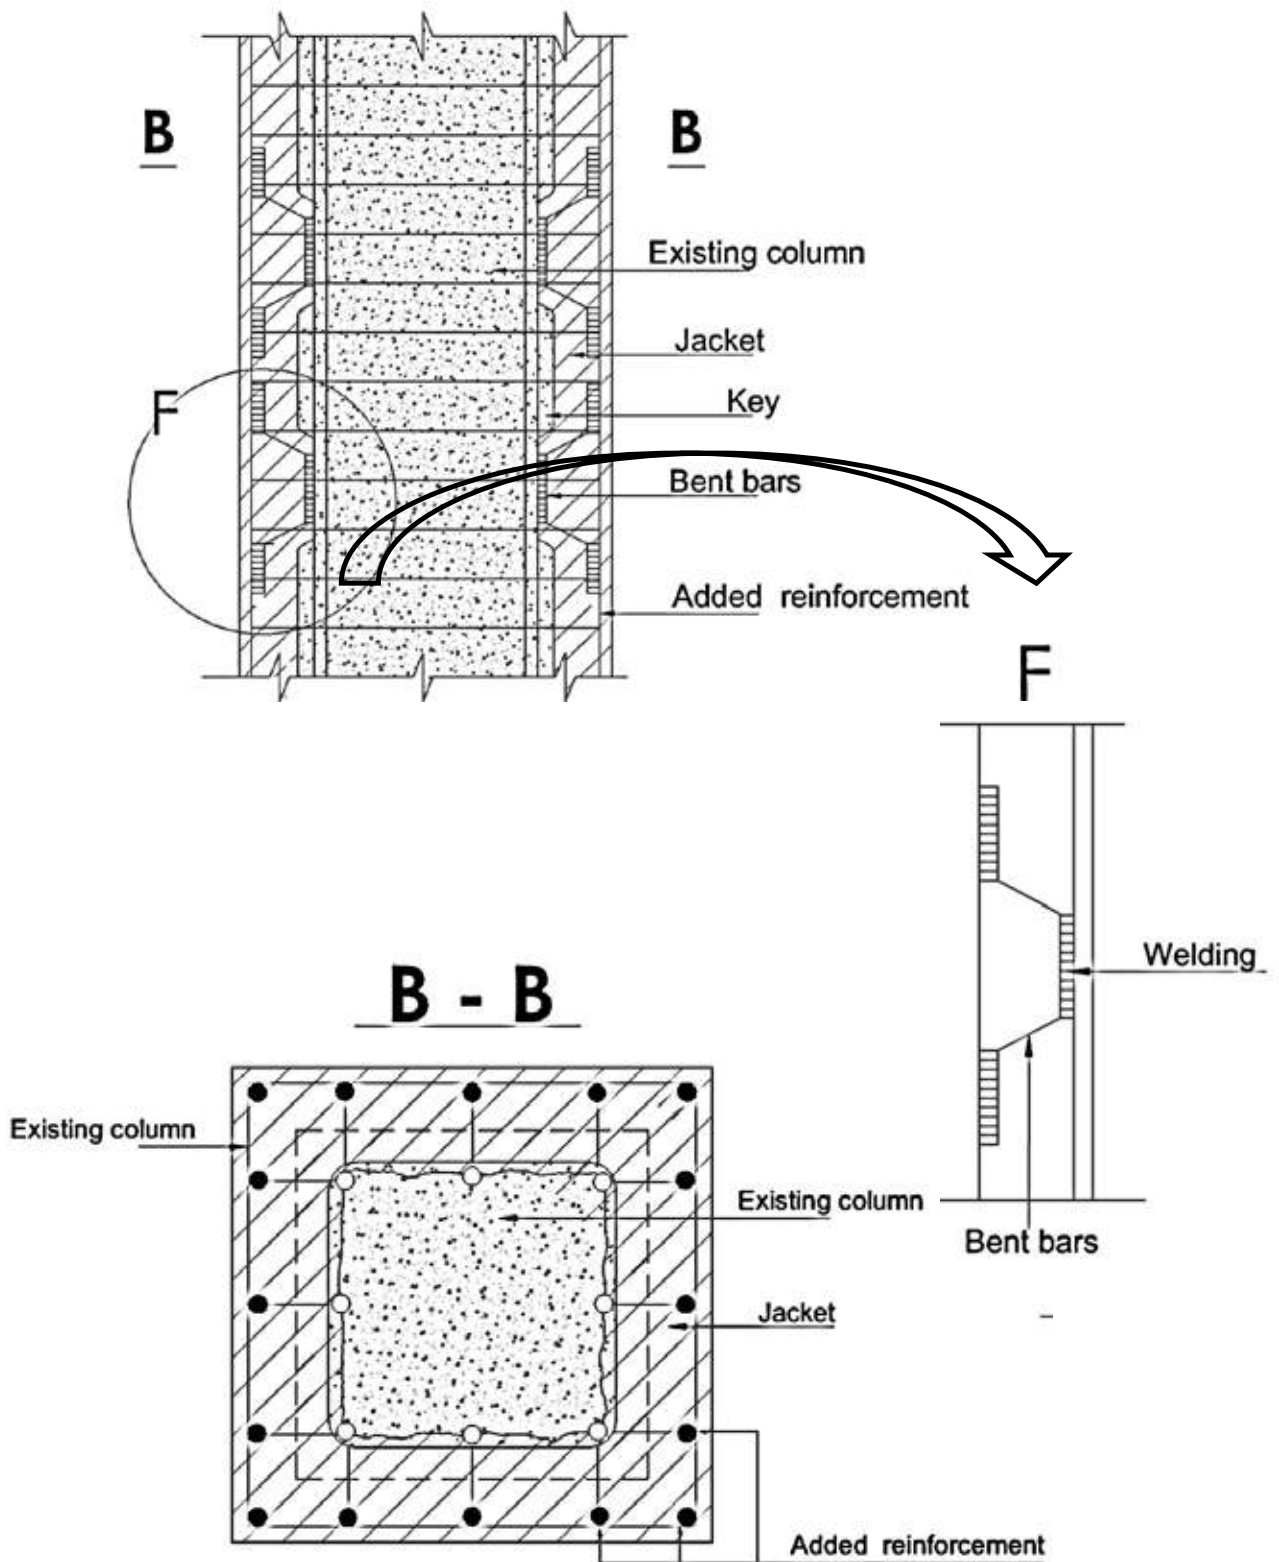 B
B
Existing column
Jacket
Key
F
Bent bars
Added reinforcement
F
Welding
Bent bars
B - B
Existing column
Existing column
Jacket
Added reinforcement